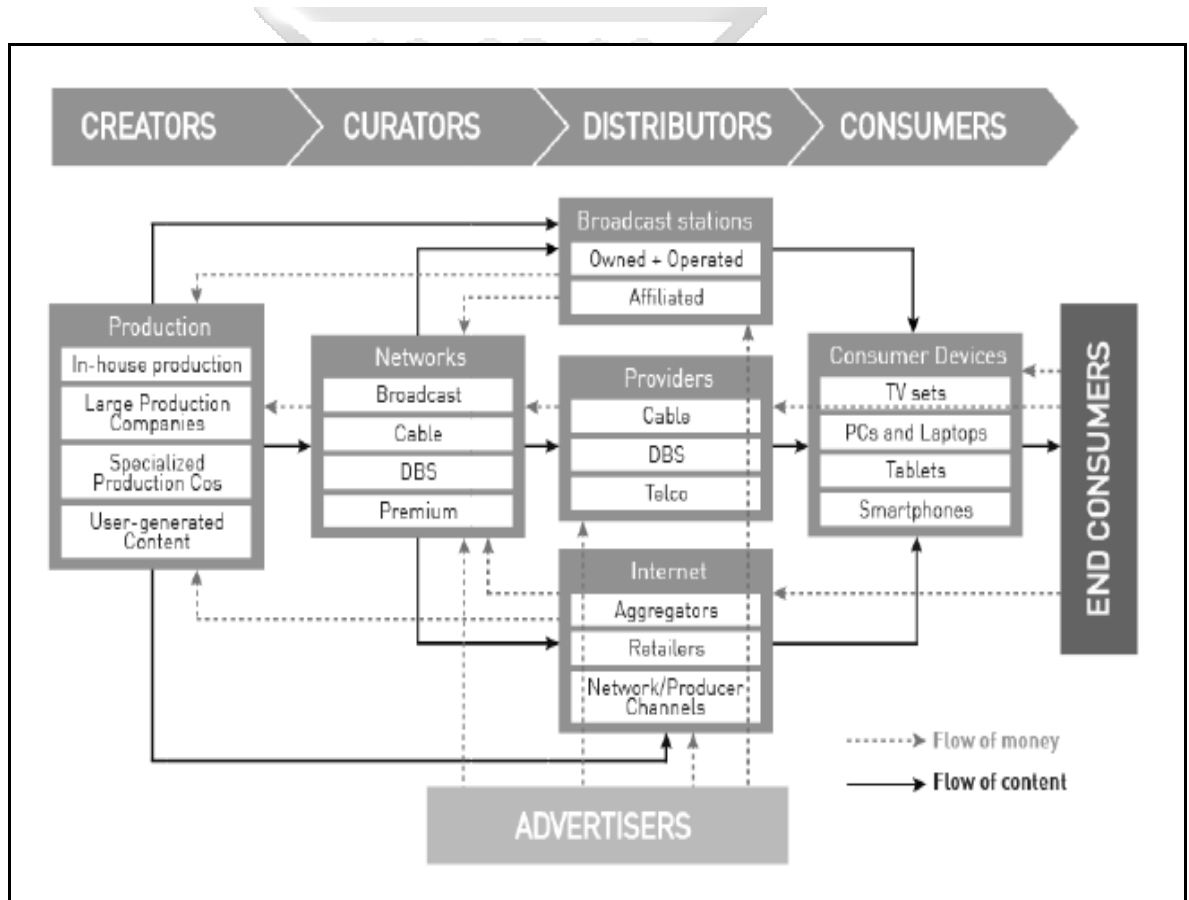 CREATORS
CURATORS
DISTRIBUTORS
CONSUMERS
Broadcast stations
Owned + Operated
Affiliated
Production
In-house production
Large Production
Companies
Specialized
Production Cos
User-generated
Content
Networks
Broadcast
Cable
DBS
Premium
Providers
Cable
DBS
Telco
Internet
Aggregators
Retailers
Network/Producer
Channels
Consumer Devices
TV sets
PCs and Laptops
Tablets
Smartphones
END CONSUMERS
Flow of money
Flow of content
ADVERTISERS